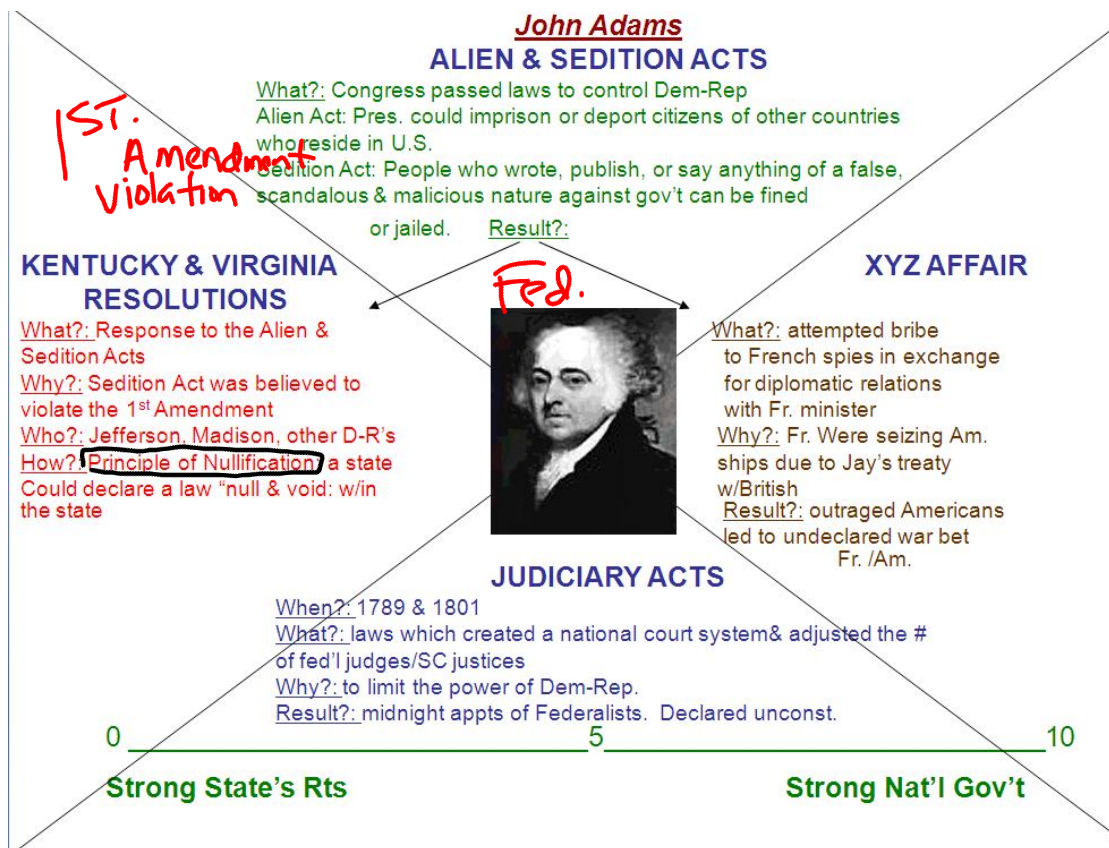 John Adams
ALIEN & SEDITION ACTS
What?: Congress passed laws to control Dem-Rep
Alien Act: Pres. could imprison or deport citizens of other countries
who reside in U.S.
Sedition Act: People who wrote, publish, or say anything of a false,
scandalous & malicious nature against gov't can be fined
or jailed. Result?:
1ST.
Amendment
violation
KENTUCKY & VIRGINIA
RESOLUTIONS
What?: Response to the Alien &
Sedition Acts
Why?: Sedition Act was believed to
violate the 1st Amendment
Who?: Jefferson, Madison, other D-R's
How?: Principle of Nullification: a state
Could declare a law "null & void: w/in
the state
Fed.
XYZ AFFAIR
What?: attempted bribe
to French spies in exchange
for diplomatic relations
with Fr. minister
Why?: Fr. Were seizing Am.
ships due to Jay's treaty
w/British
Result?: outraged Americans
led to undeclared war bet
Fr. /Am.
JUDICIARY ACTS
When?: 1789 & 1801
What?: laws which created a national court system& adjusted the #
of fed'l judges/SC justices
Why?: to limit the power of Dem-Rep.
Result?: midnight appts of Federalists. Declared unconst.
0 5 10
Strong State's Rts Strong Nat'l Gov't